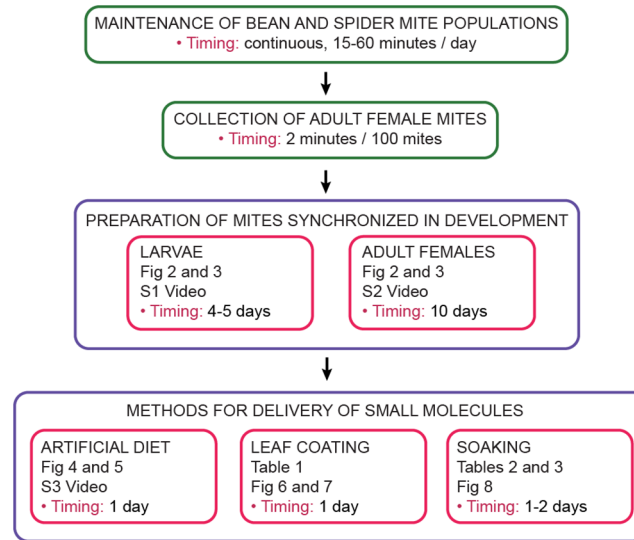 MAINTENANCE OF BEAN AND SPIDER MITE POPULATIONS
• Timing: continuous, 15-60 minutes / day
COLLECTION OF ADULT FEMALE MITES
• Timing: 2 minutes / 100 mites
PREPARATION OF MITES SYNCHRONIZED IN DEVELOPMENT
LARVAE
Fig 2 and 3
S1 Video
• Timing: 4-5 days
ADULT FEMALES
Fig 2 and 3
S2 Video
• Timing: 10 days
METHODS FOR DELIVERY OF SMALL MOLECULES
ARTIFICIAL DIET
Fig 4 and 5
S3 Video
• Timing: 1 day
LEAF COATING
Table 1
Fig 6 and 7
• Timing: 1 day
SOAKING
Tables 2 and 3
Fig 8
• Timing: 1-2 days